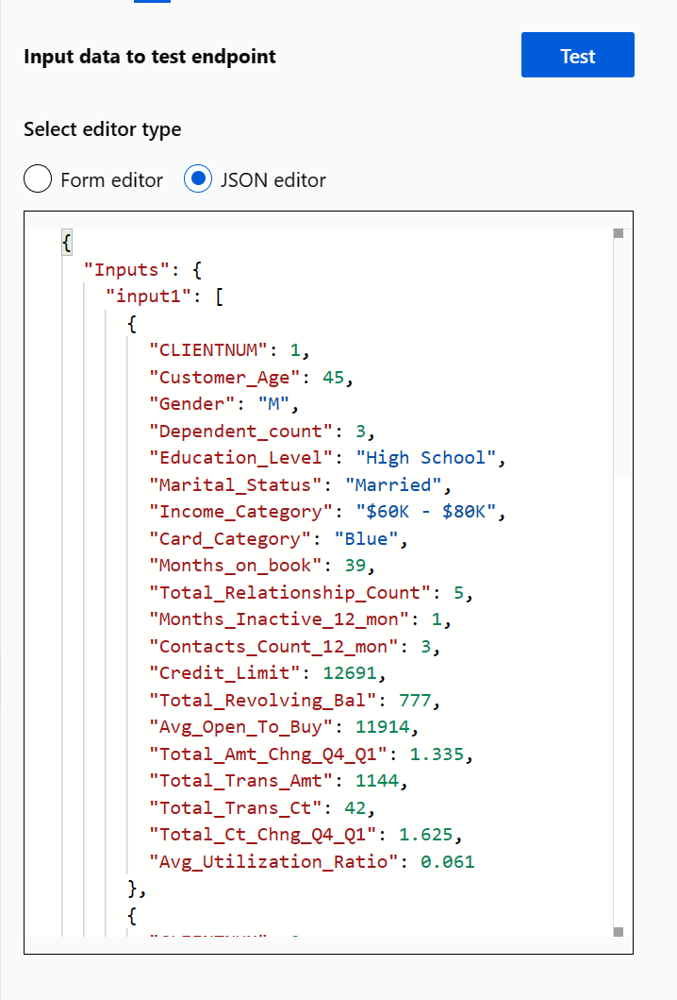 Input data to test endpoint
Test
Select editor type
Form editor
JSON editor
{
"Inputs": {
"input1": [
{
"CLIENTNUM": 1,
"Customer_Age": 45,
"Gender": "M",
"Dependent_count": 3,
"Education_Level": "High School",
"Marital_Status": "Married",
"Income_Category": "$60K - $80K",
"Card_Category": "Blue",
"Months_on_book": 39,
"Total_Relationship_Count": 5,
"Months_Inactive_12_mon": 1,
"Contacts_Count_12_mon": 3,
"Credit_Limit": 12691,
"Total_Revolving_Bal": 777,
"Avg_Open_To_Buy": 11914,
"Total_Amt_Chng_Q4_Q1": 1.335,
"Total_Trans_Amt": 1144,
"Total_Trans_Ct": 42,
"Total_Ct_Chng_Q4_Q1": 1.625,
"Avg_Utilization_Ratio": 0.061
},
{